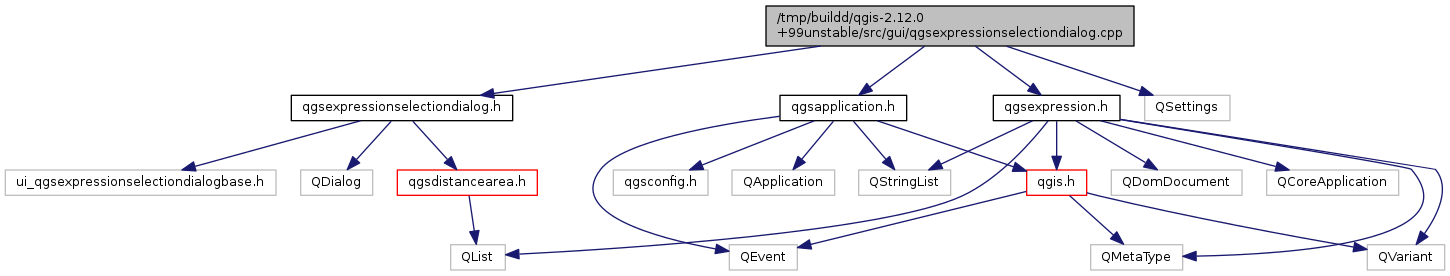 /tmp/buildd/qgis-2.12.0
+99unstable/src/gui/qgsexpressionselectiondialog.cpp
qgsexpressionselectiondialog.h
qgsapplication.h
qgsexpression.h
QSettings
ui_qgsexpressionselectiondialogbase.h
QDialog
qgsdistancearea.h
qgsconfig.h
QApplication
QStringList
qgis.h
QDomDocument
QCoreApplication
QList
QEvent
QMetaType
QVariant